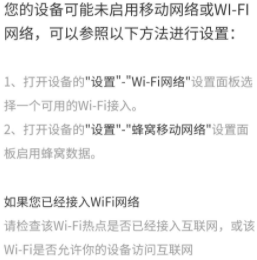 您的设备可能未启用移动网络或WI-FI
网络，可以参照以下方法进行设置：
1、打开设备的"设置"-"Wi-Fi网络"设置面板选
择一个可用的Wi-Fi接入。
2、打开设备的"设置"-"蜂窝移动网络"设置面
板启用蜂窝数据。
如果您已经接入WiFi网络
请检查该Wi-Fi热点是否已经接入互联网，或该
Wi-Fi是否允许你的设备访问互联网